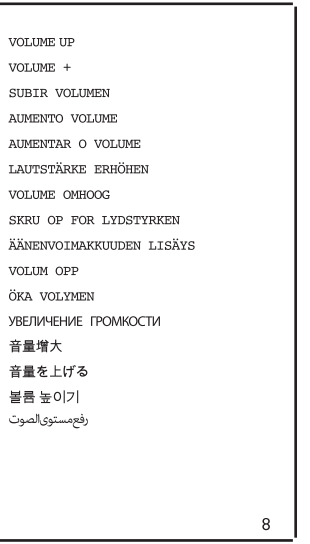 VOLUME UP
VOLUME +
SUBIR VOLUMEN
AUMENTO VOLUME
AUMENTAR O VOLUME
LAUTSTÄRKE ERHÖHEN
VOLUME OMHOOG
SKRU OP FOR LYDSTYRKEN
ÄÄNENVOIMAKKUUDEN LISÄYS
VOLUM OPP
ÖKA VOLYMEN
УВЕЛИЧЕНИЕ ГРОМКОСТИ
音量增大
音量を上げる
볼륨 높이기
رفع مستوى الصوت
8